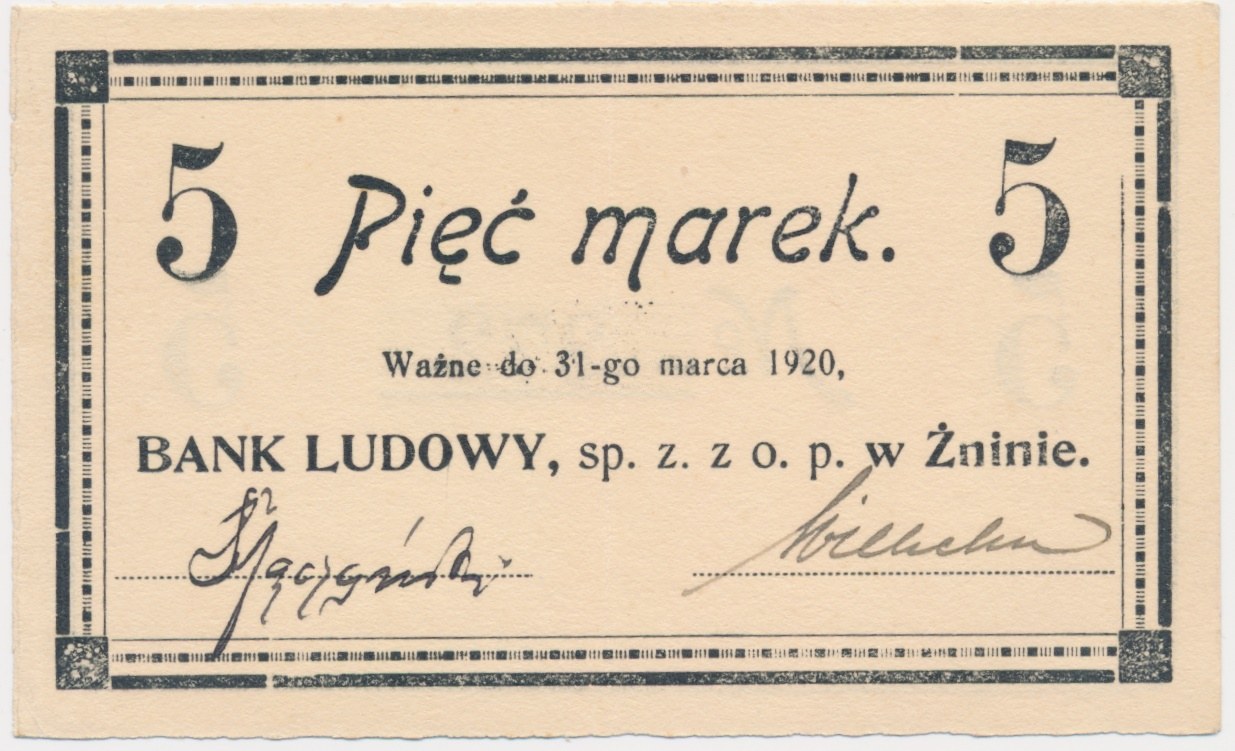 5 Pięć marek. 5
Ważne do 31-go marca 1920,
BANK LUDOWY, sp. z. z o. p. w Żninie.